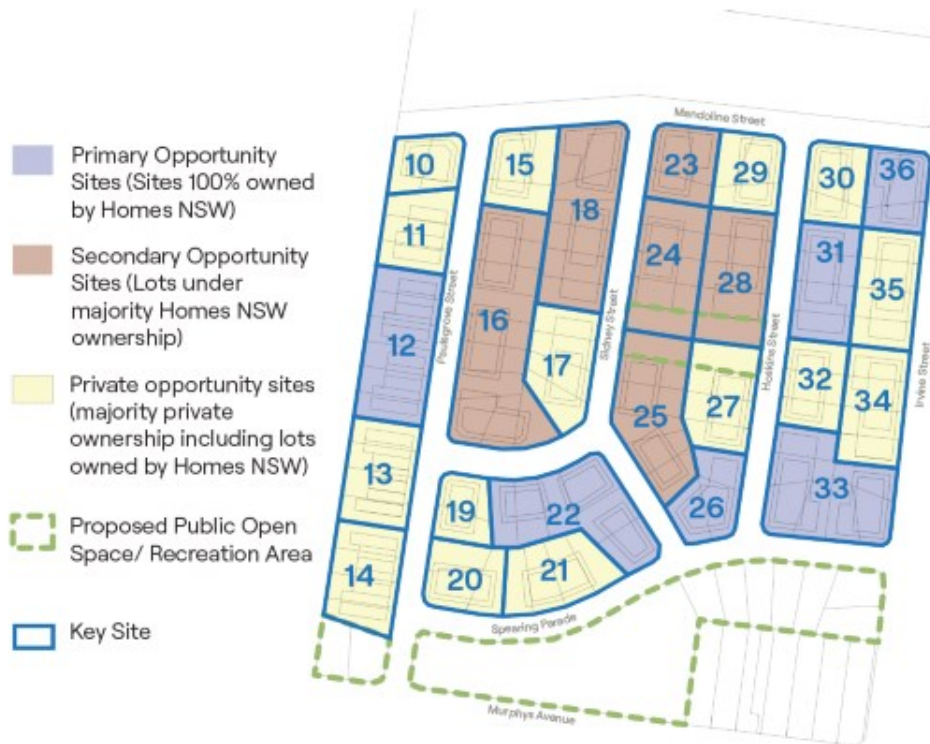 Primary Opportunity
Sites (Sites 100% owned
by Homes NSW)
Secondary Opportunity
Sites (Lots under
majority Homes NSW
ownership)
Private opportunity sites
(majority private
ownership including lots
owned by Homes NSW)
Proposed Public Open
Space/ Recreation Area
Key Site
Mandoline Street
10
15
18
23
29
30
36
11
24
28
31
35
Poulsgrove Street
Sidney Street
Hoskins Street
Irvine Street
12
16
17
25
27
32
34
13
19
22
26
33
14
20
21
Spearing Parade
Murphys Avenue